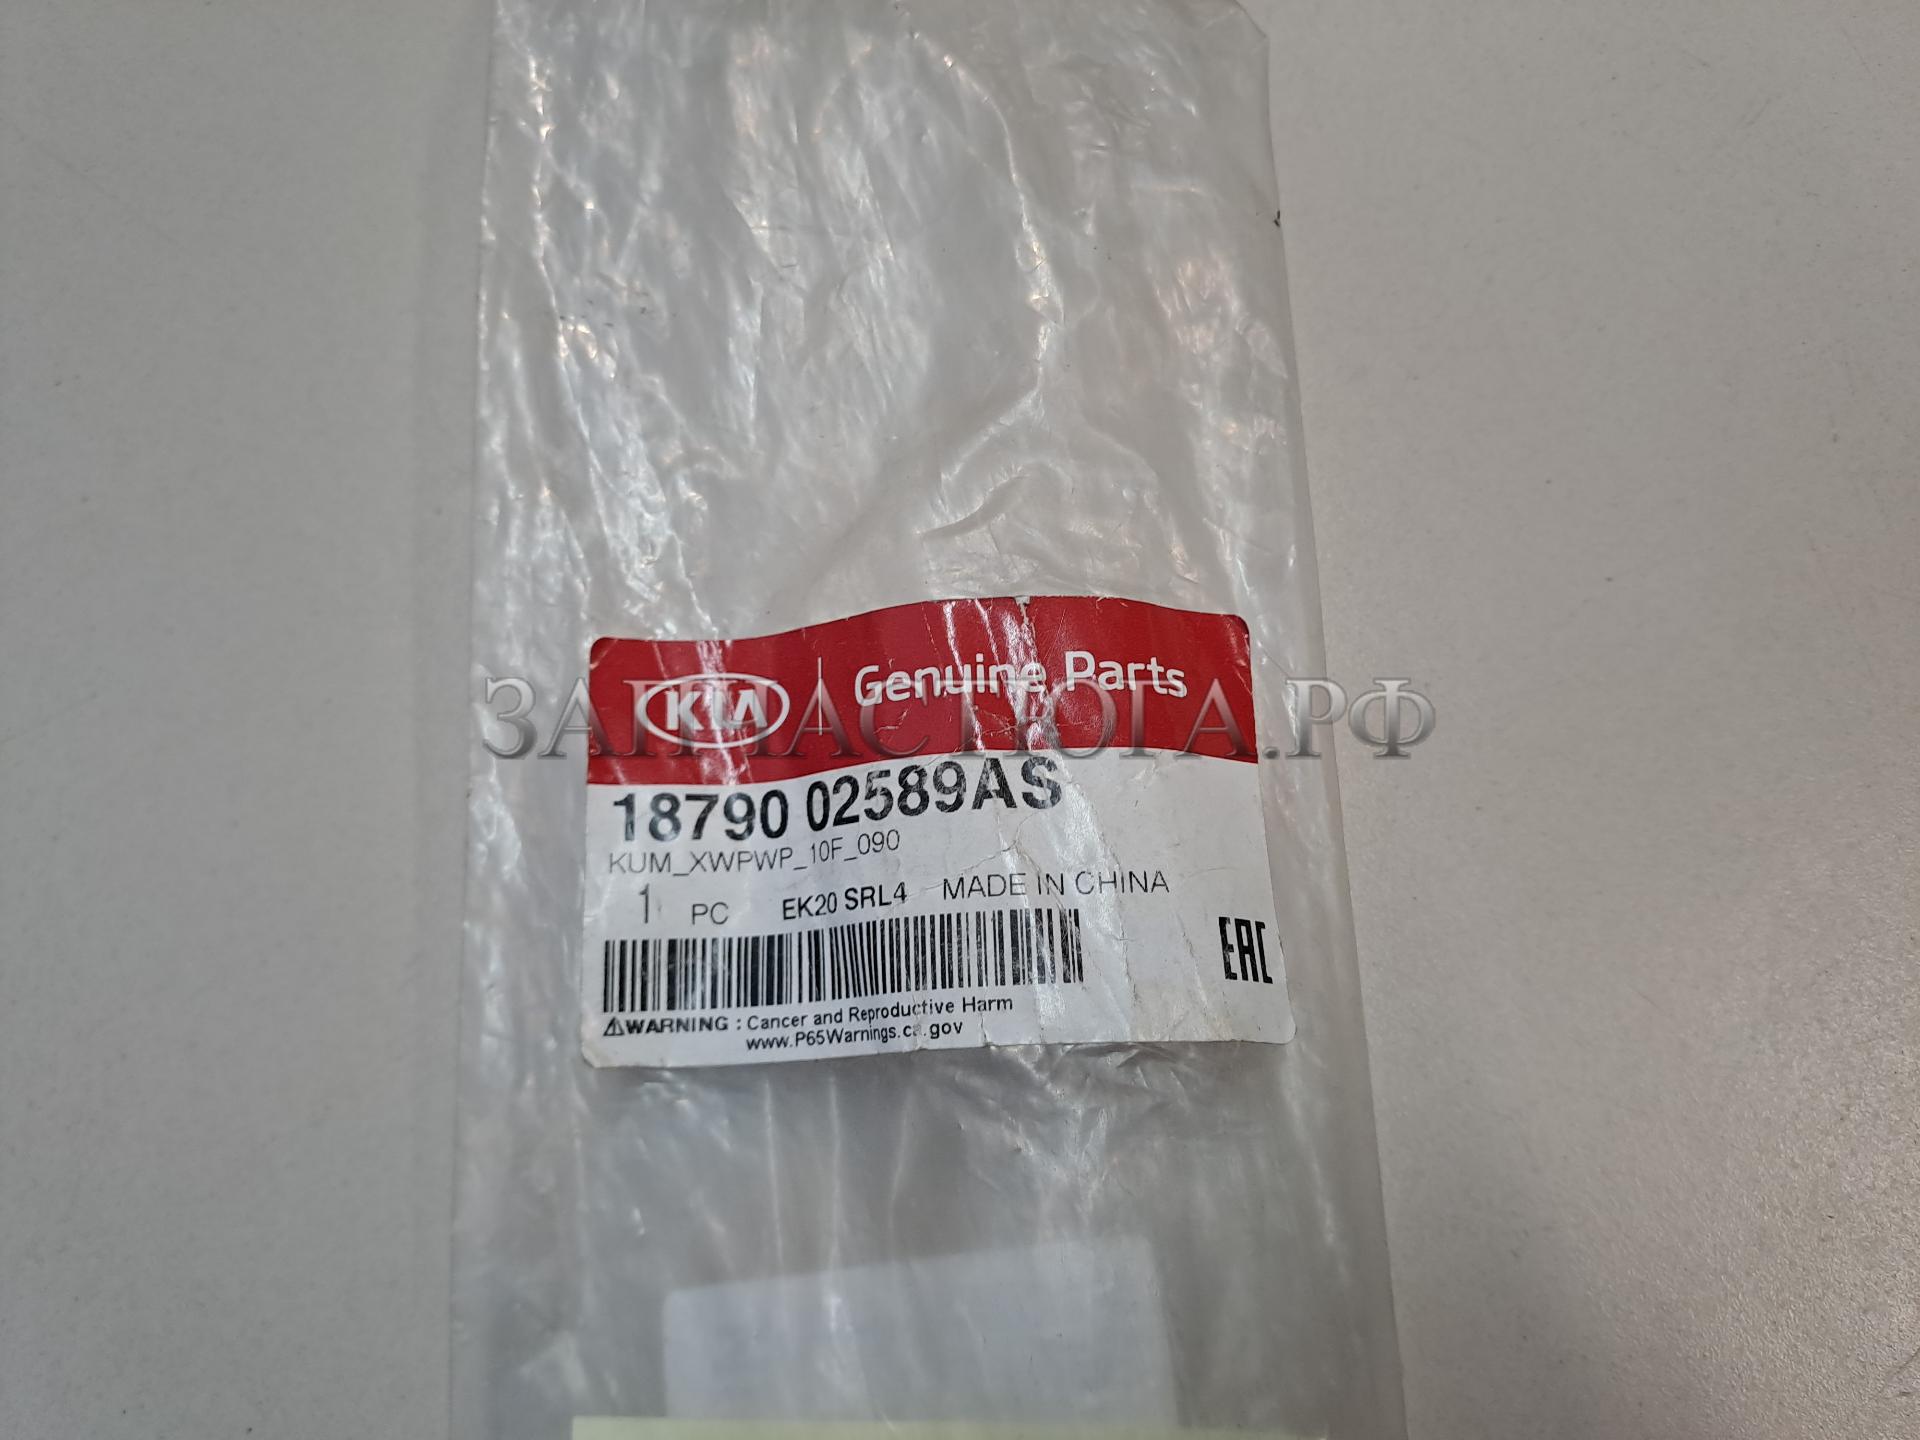 KIA | Genuine Parts
ЗАПЧАСТЮГА.РФ
18790 02589AS
KUM_XWPWP_10F_090
1 PC EK20 SRL4 MADE IN CHINA
EAC
⚠WARNING : Cancer and Reproductive Harm
www.P65Warnings.ca.gov